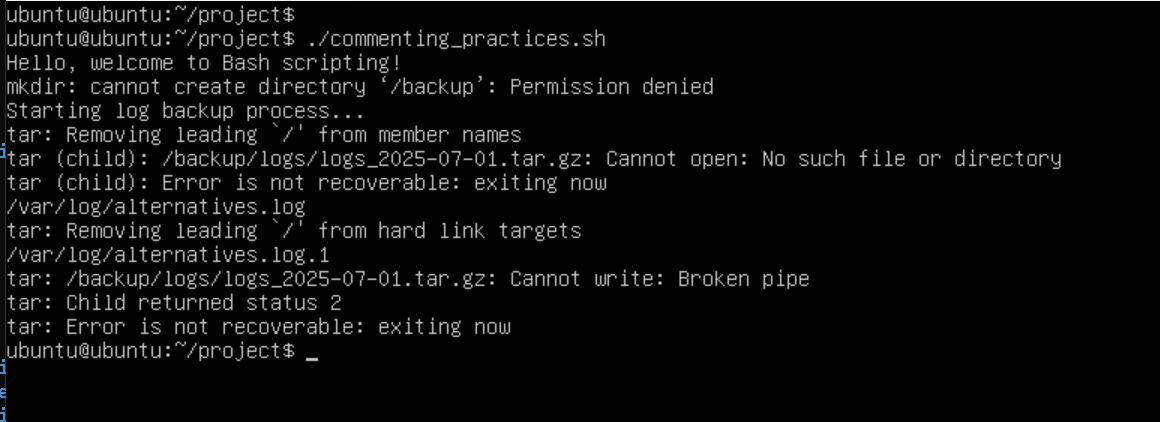 ubuntu@ubuntu:~/project$
ubuntu@ubuntu:~/project$ ./commenting_practices.sh
Hello, welcome to Bash scripting!
mkdir: cannot create directory ‘/backup’: Permission denied
Starting log backup process...
tar: Removing leading `/' from member names
tar (child): /backup/logs/logs_2025-07-01.tar.gz: Cannot open: No such file or directory
tar (child): Error is not recoverable: exiting now
/var/log/alternatives.log
tar: Removing leading `/' from hard link targets
/var/log/alternatives.log.1
tar: /backup/logs/logs_2025-07-01.tar.gz: Cannot write: Broken pipe
tar: Child returned status 2
tar: Error is not recoverable: exiting now
ubuntu@ubuntu:~/project$ _